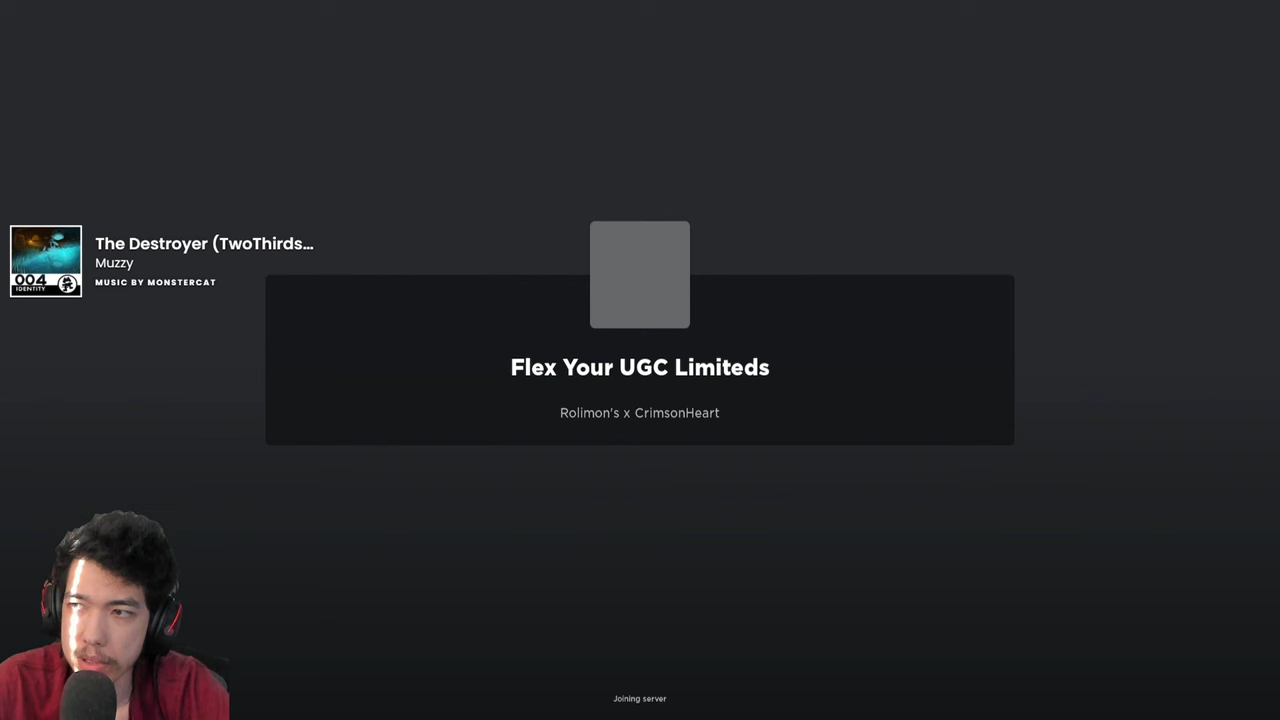 The Destroyer (TwoThirds...
Muzzy
MUSIC BY MONSTERCAT
004
IDENTITY
Flex Your UGC Limiteds
Rolimon's x CrimsonHeart
Joining server